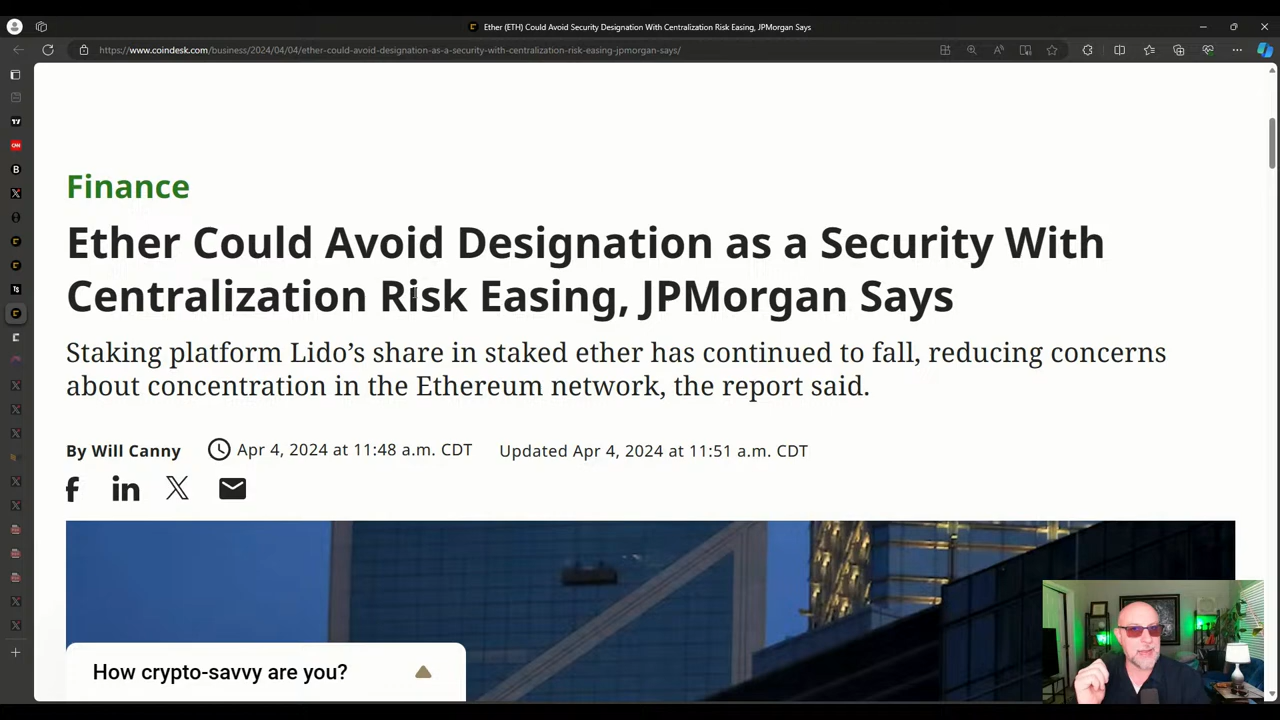 Ether (ETH) Could Avoid Security Designation With Centralization Risk Easing, JPMorgan Says
https://www.coindesk.com/business/2024/04/04/ether-could-avoid-designation-as-a-security-with-centralization-risk-easing-jpmorgan-says/
Finance
Ether Could Avoid Designation as a Security With
Centralization Risk Easing, JPMorgan Says
Staking platform Lido’s share in staked ether has continued to fall, reducing concerns
about concentration in the Ethereum network, the report said.
By Will Canny Apr 4, 2024 at 11:48 a.m. CDT Updated Apr 4, 2024 at 11:51 a.m. CDT
How crypto-savvy are you?